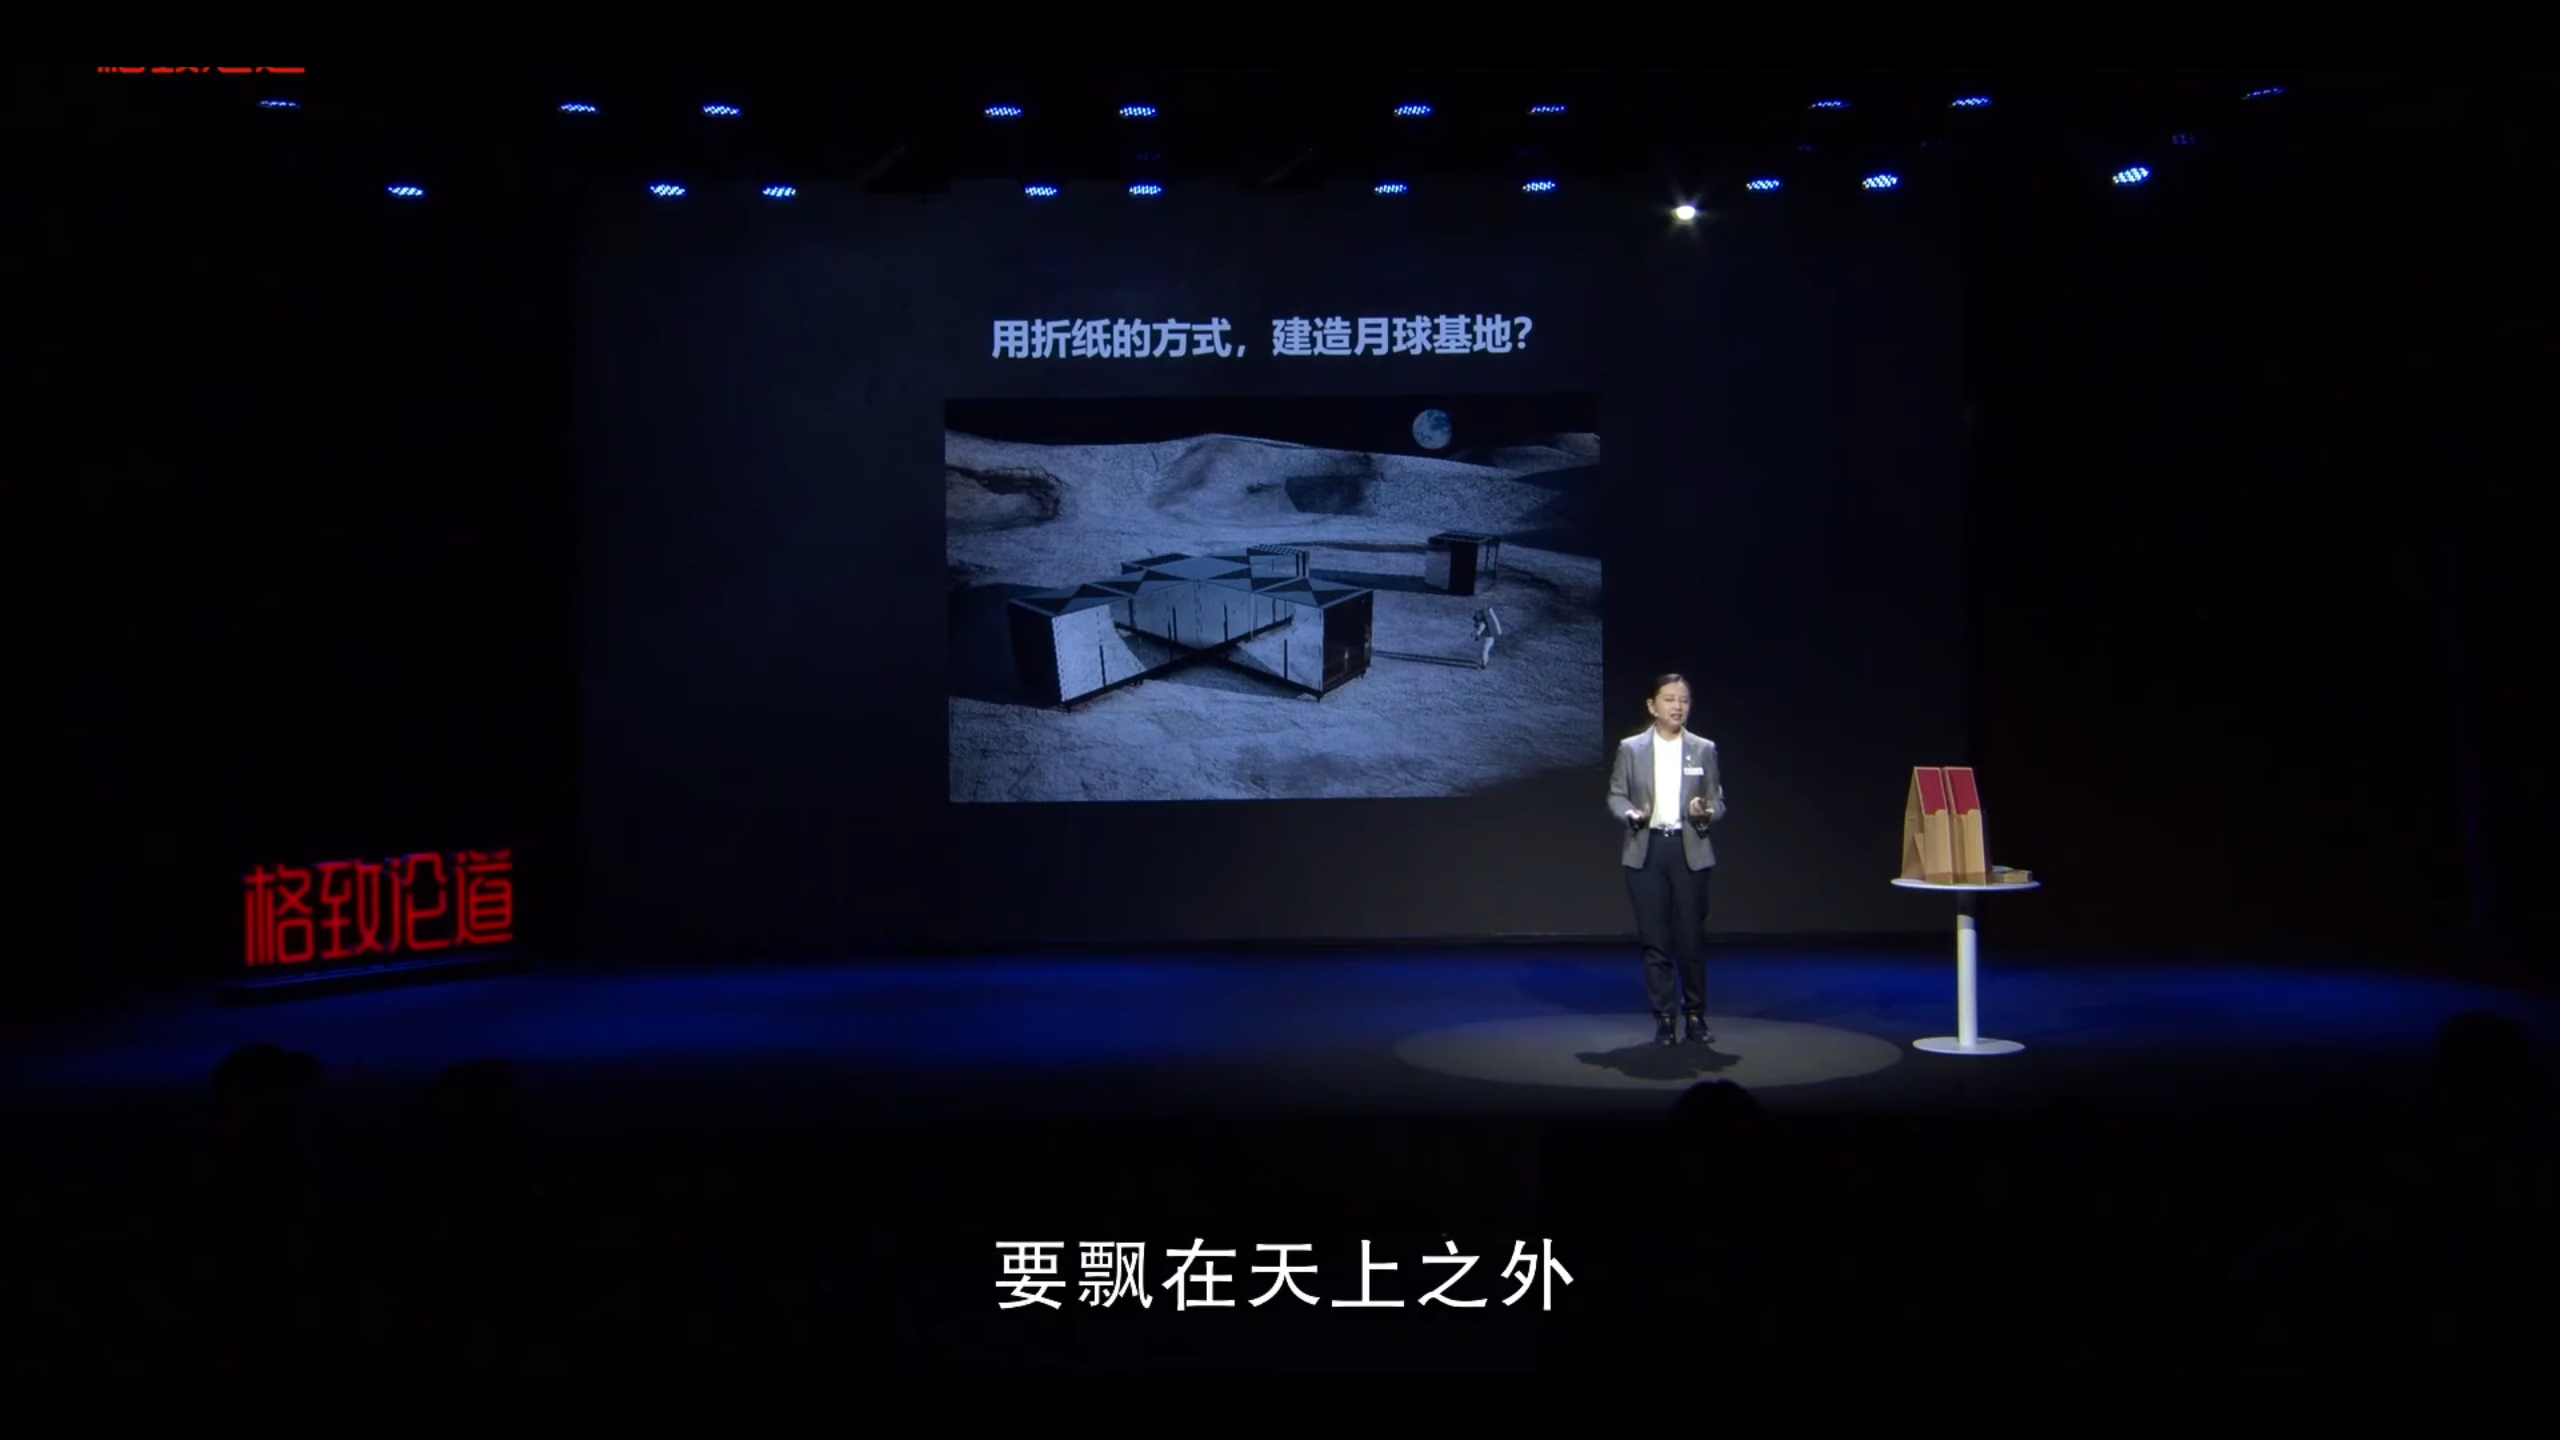 用折纸的方式，建造月球基地？
格致论道
要飘在天上之外